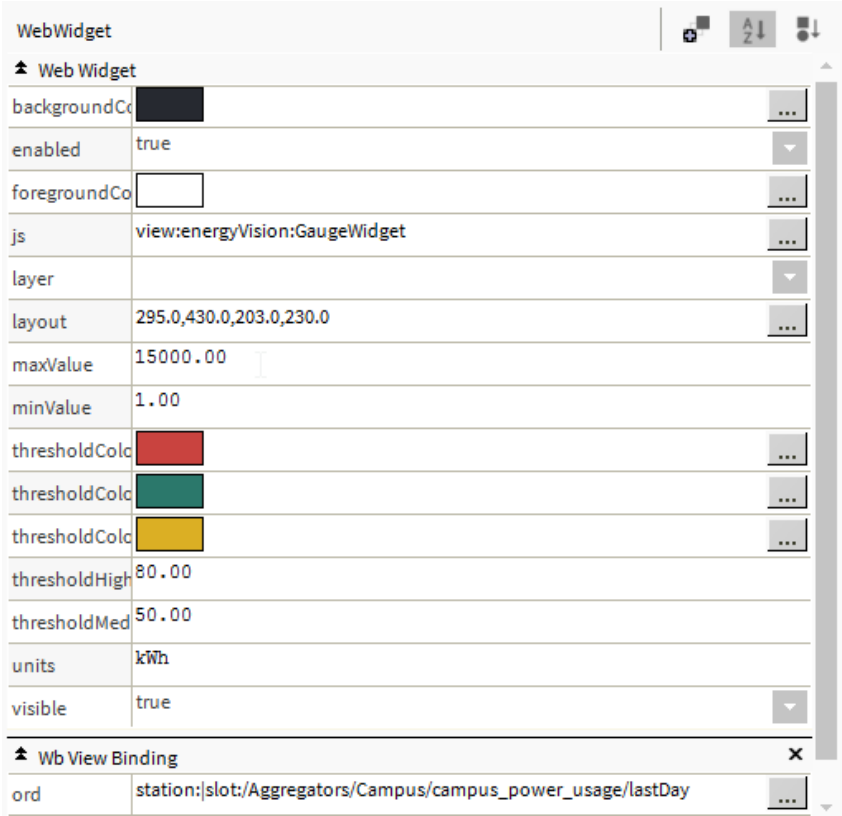 WebWidget
A
Z
Web Widget
backgroundCo
...
enabled true
foregroundCo
...
js view:energyVision:GaugeWidget ...
layer
layout 295.0,430.0,203.0,230.0 ...
maxValue 15000.00
minValue 1.00
thresholdColo ...
thresholdColo ...
thresholdColo ...
thresholdHigh 80.00
thresholdMed 50.00
units kWh
visible true
Wb View Binding
ord station:|slot:/Aggregators/Campus/campus_power_usage/lastDay ...